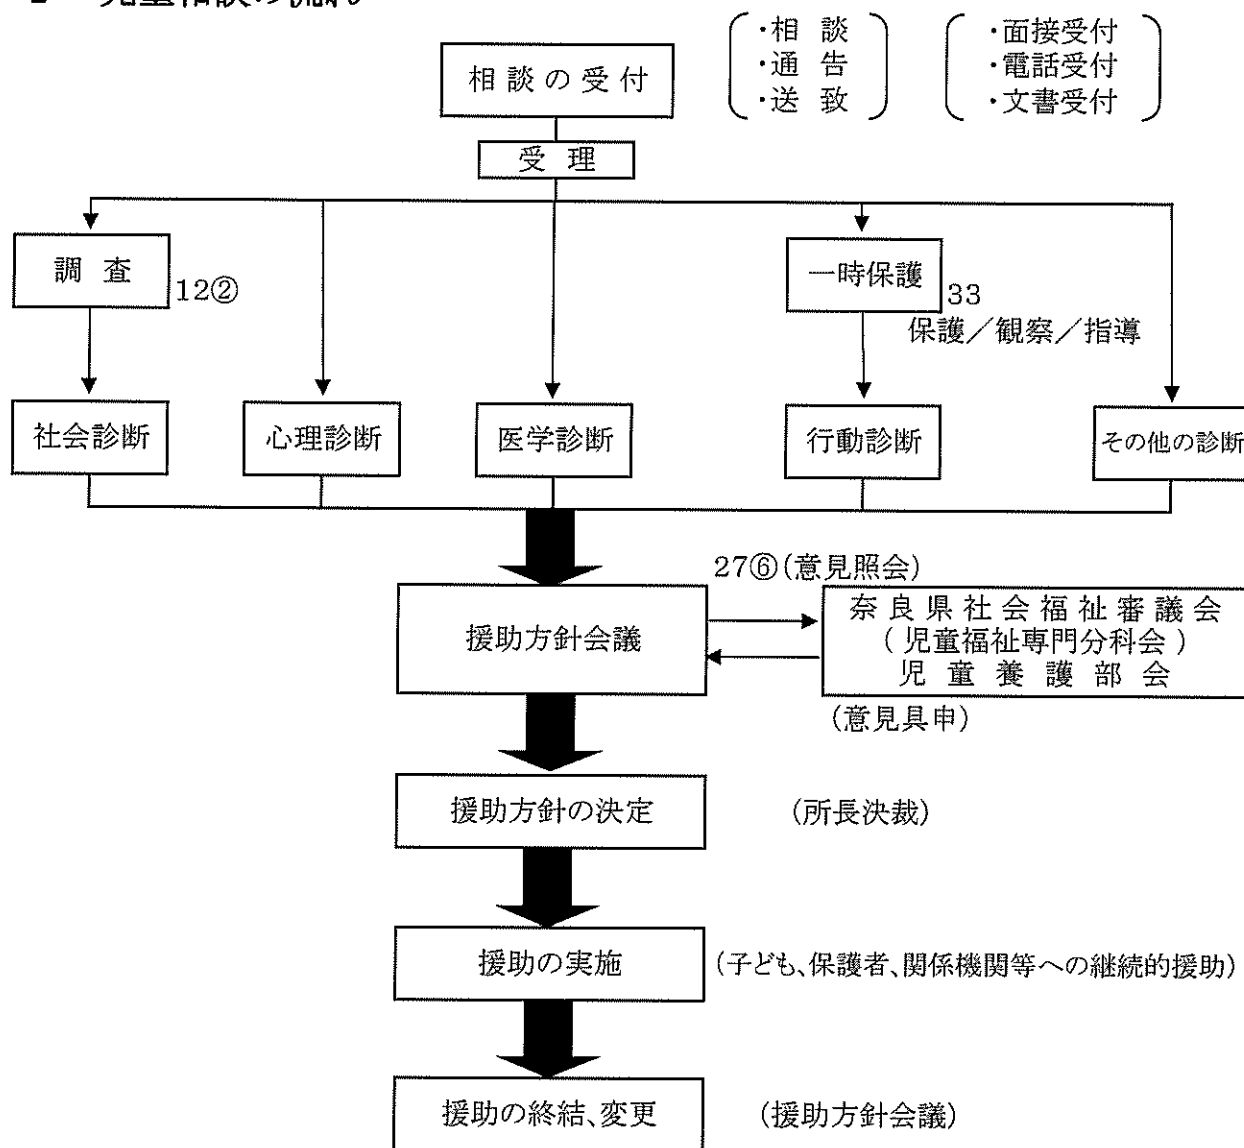 ・相 談
・通 告
・送 致
・面接受付
・電話受付
・文書受付
相 談 の 受 付
受 理
調 査
12②
一時保護
33
保護／観察／指導
社会診断
心理診断
医学診断
行動診断
その他の診断
27⑥(意見照会)
援助方針会議
奈良県社会福祉審議会
(児童福祉専門分科会)
児 童 養 護 部 会
(意見具申)
援助方針の決定
(所長決裁)
援助の実施
(子ども、保護者、関係機関等への継続的援助)
援助の終結、変更
(援助方針会議)